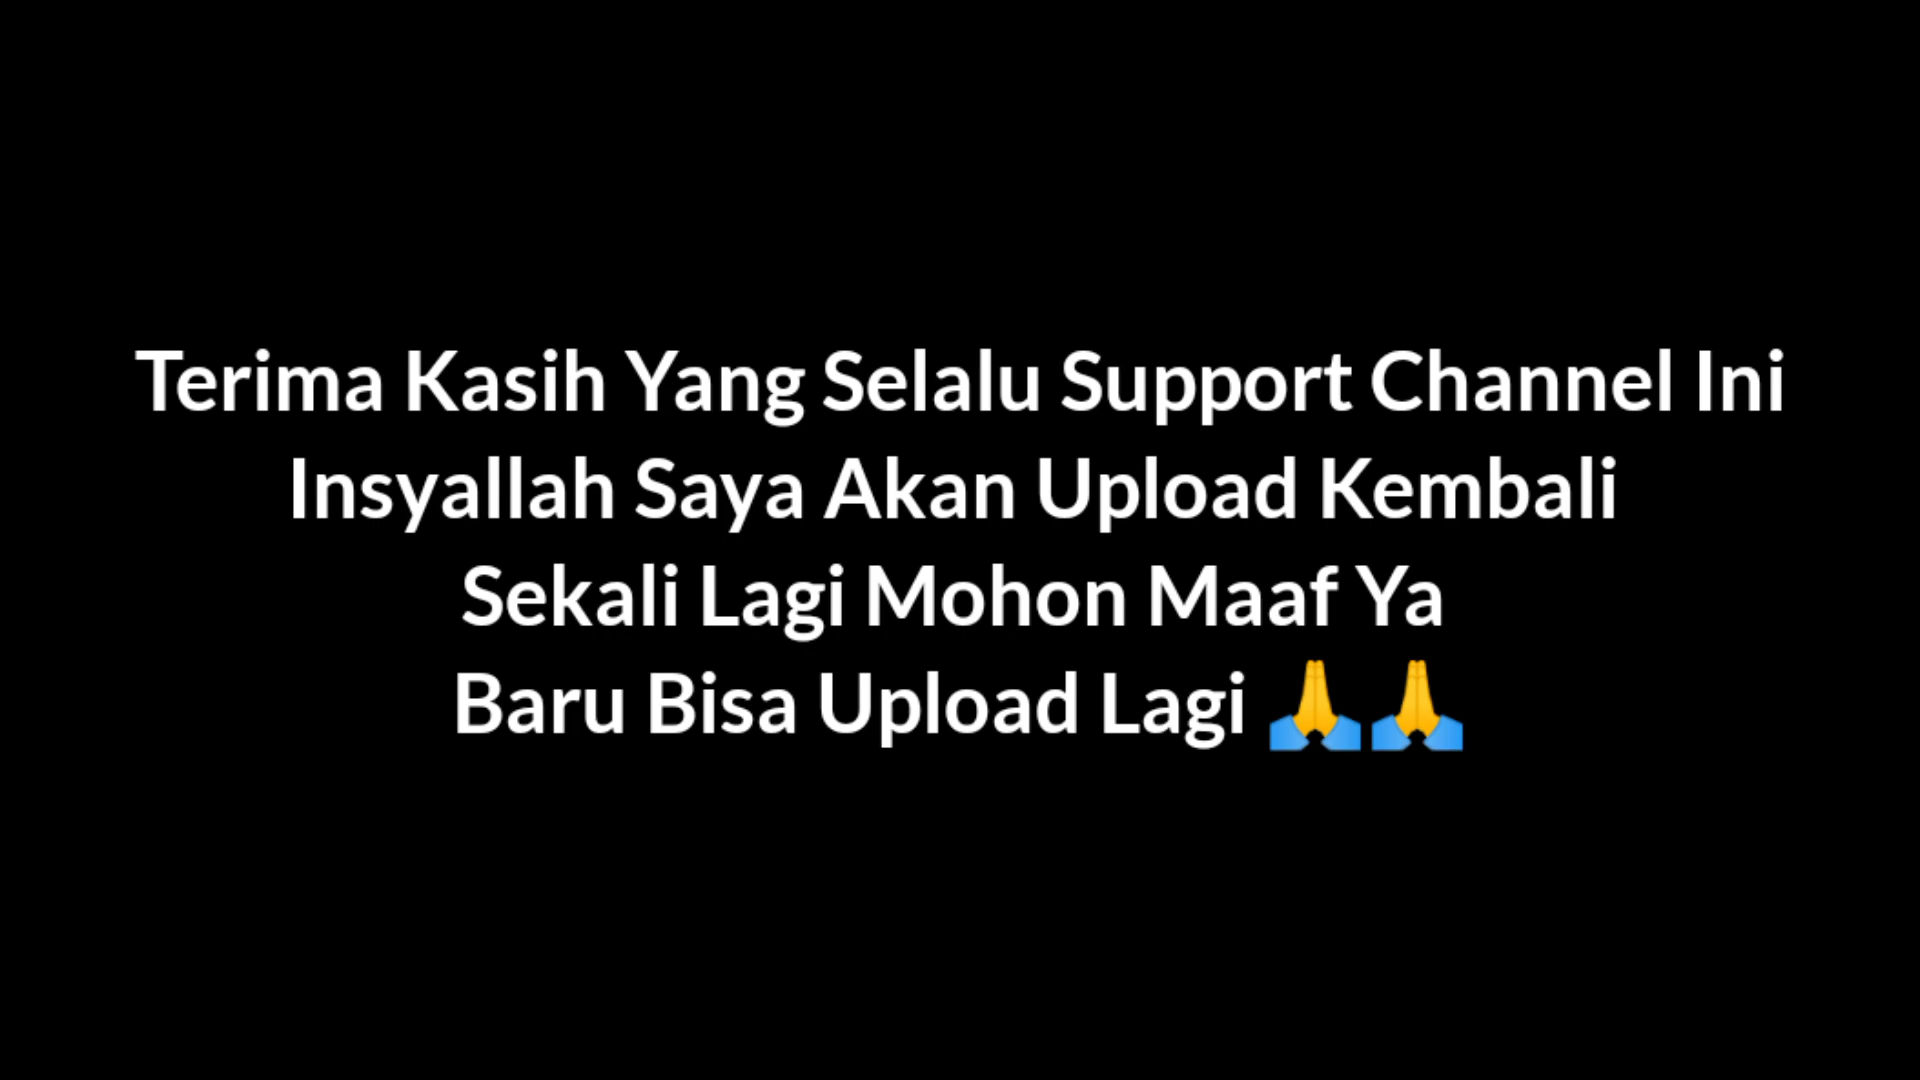 Terima Kasih Yang Selalu Support Channel Ini
Insyallah Saya Akan Upload Kembali
Sekali Lagi Mohon Maaf Ya
Baru Bisa Upload Lagi 🙏🙏